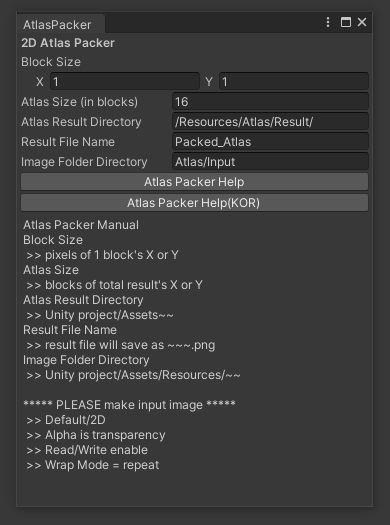 AtlasPacker
2D Atlas Packer
Block Size
X 1 Y 1
Atlas Size (in blocks) 16
Atlas Result Directory /Resources/Atlas/Result/
Result File Name Packed_Atlas
Image Folder Directory Atlas/Input
Atlas Packer Help
Atlas Packer Help(KOR)
Atlas Packer Manual
Block Size
>> pixels of 1 block's X or Y
Atlas Size
>> blocks of total result's X or Y
Atlas Result Directory
>> Unity project/Assets~~
Result File Name
>> result file will save as ~~~.png
Image Folder Directory
>> Unity project/Assets/Resources/~~
***** PLEASE make input image *****
>> Default/2D
>> Alpha is transparency
>> Read/Write enable
>> Wrap Mode = repeat